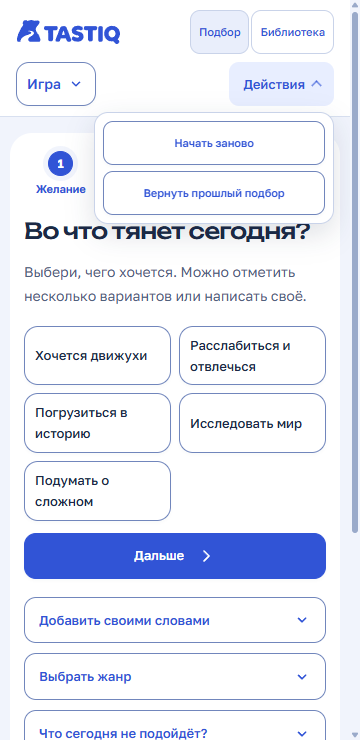 TASTIQ
Подбор
Библиотека
Игра
Действия
Начать заново
Вернуть прошлый подбор
1
Желание
Во что тянет сегодня?
Выбери, чего хочется. Можно отметить
несколько вариантов или написать своё.
Хочется движухи
Расслабиться и
отвлечься
Погрузиться в
историю
Исследовать мир
Подумать о
сложном
Дальше
Добавить своими словами
Выбрать жанр
Что сегодня не подойдёт?